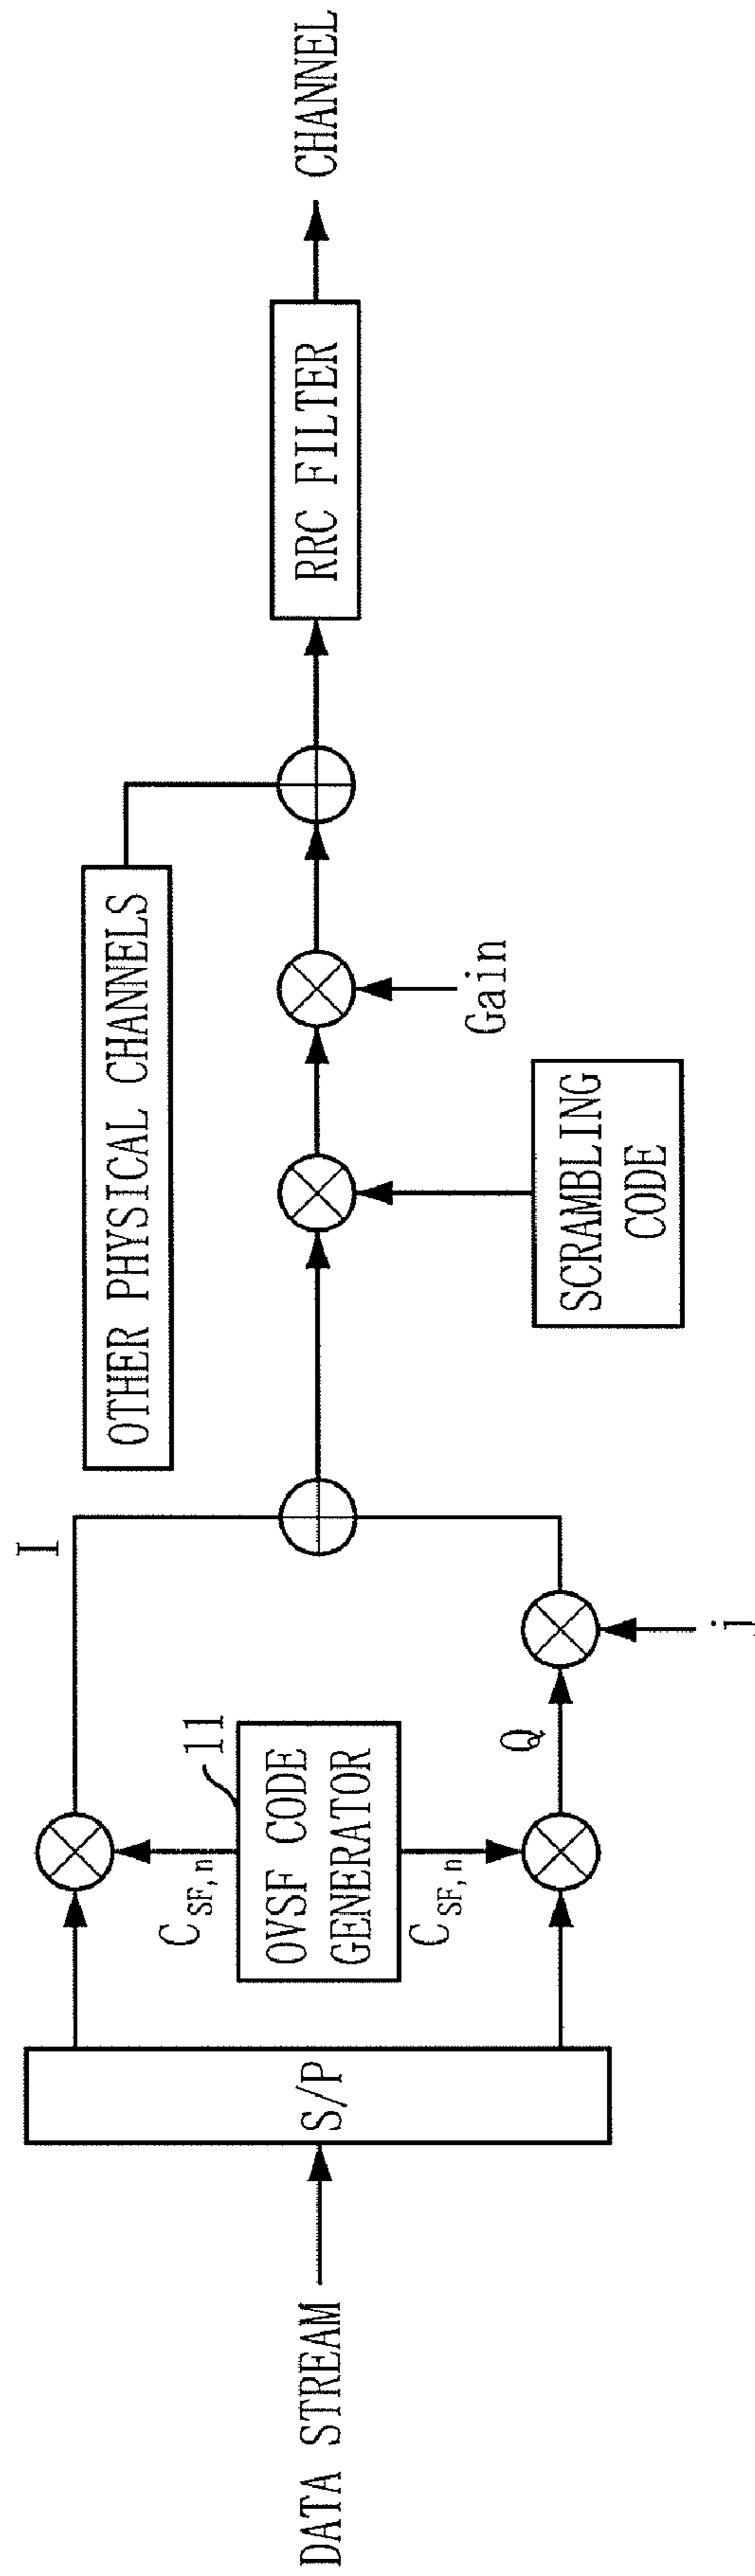 DATA STREAM
S/P
C_SF,n
OVSF CODE
GENERATOR
11
C_SF,n
I
Q
j
OTHER PHYSICAL CHANNELS
SCRAMBLING
CODE
Gain
RRC FILTER
CHANNEL